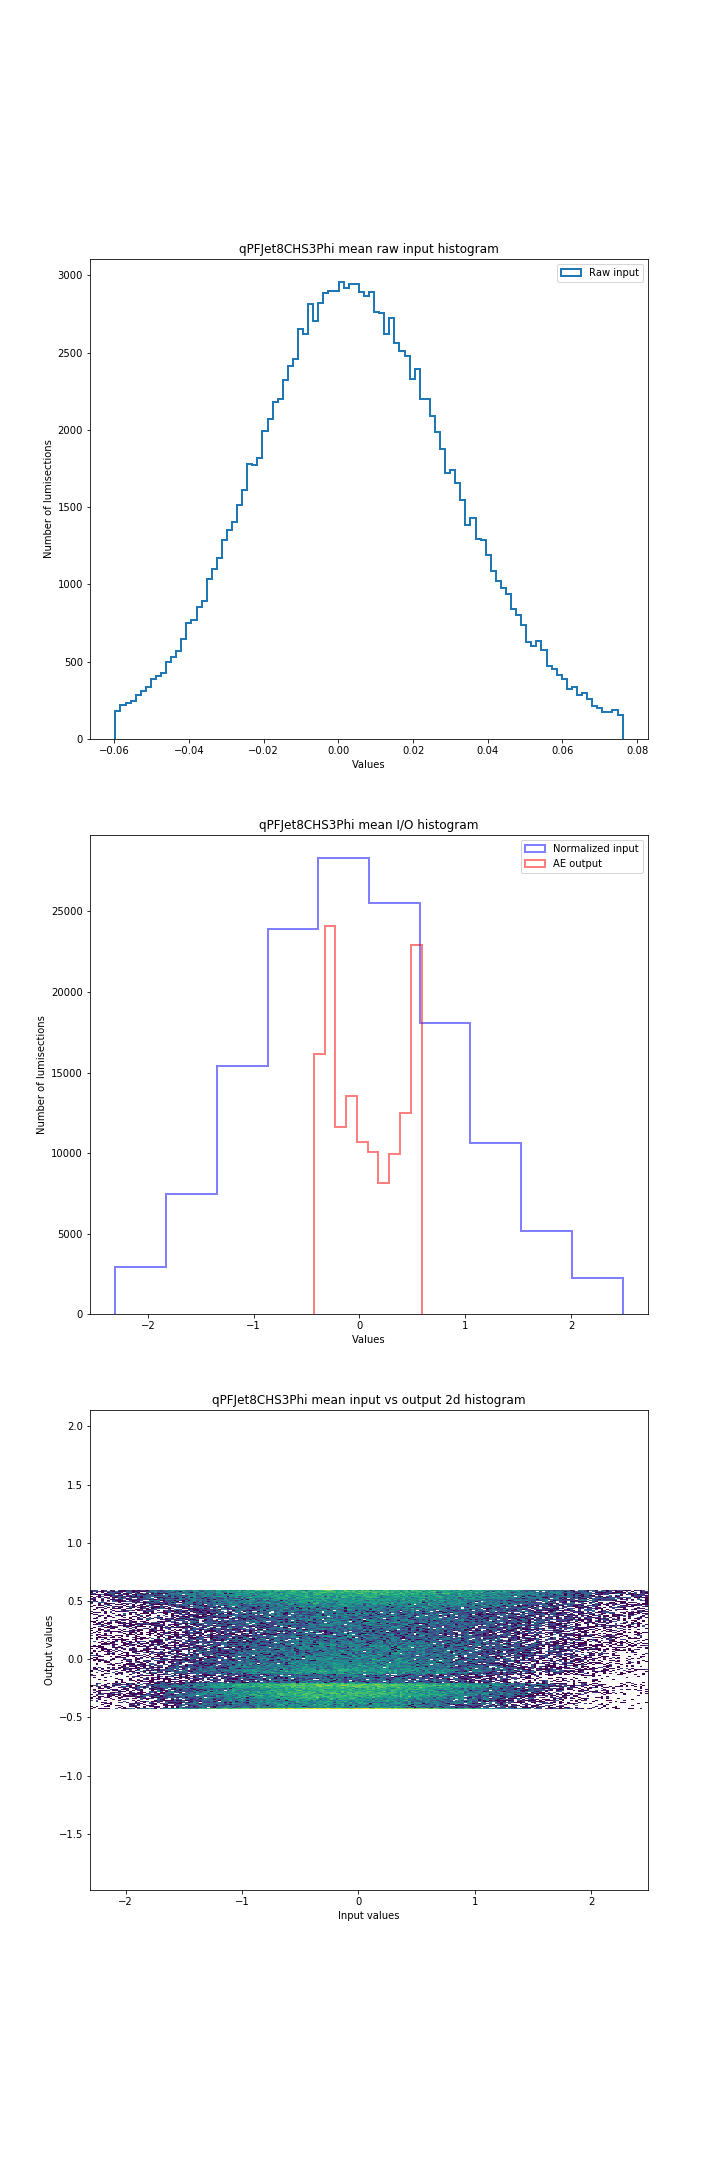 qPFJet8CHS3Phi mean raw input histogram
Raw input
3000
2500
2000
1500
1000
500
0
Number of lumisections
−0.06 −0.04 −0.02 0.00 0.02 0.04 0.06 0.08
Values
qPFJet8CHS3Phi mean I/O histogram
Normalized input
AE output
25000
20000
15000
10000
5000
0
Number of lumisections
−2 −1 0 1 2
Values
qPFJet8CHS3Phi mean input vs output 2d histogram
2.0
1.5
1.0
0.5
0.0
−0.5
−1.0
−1.5
Output values
−2 −1 0 1 2
Input values